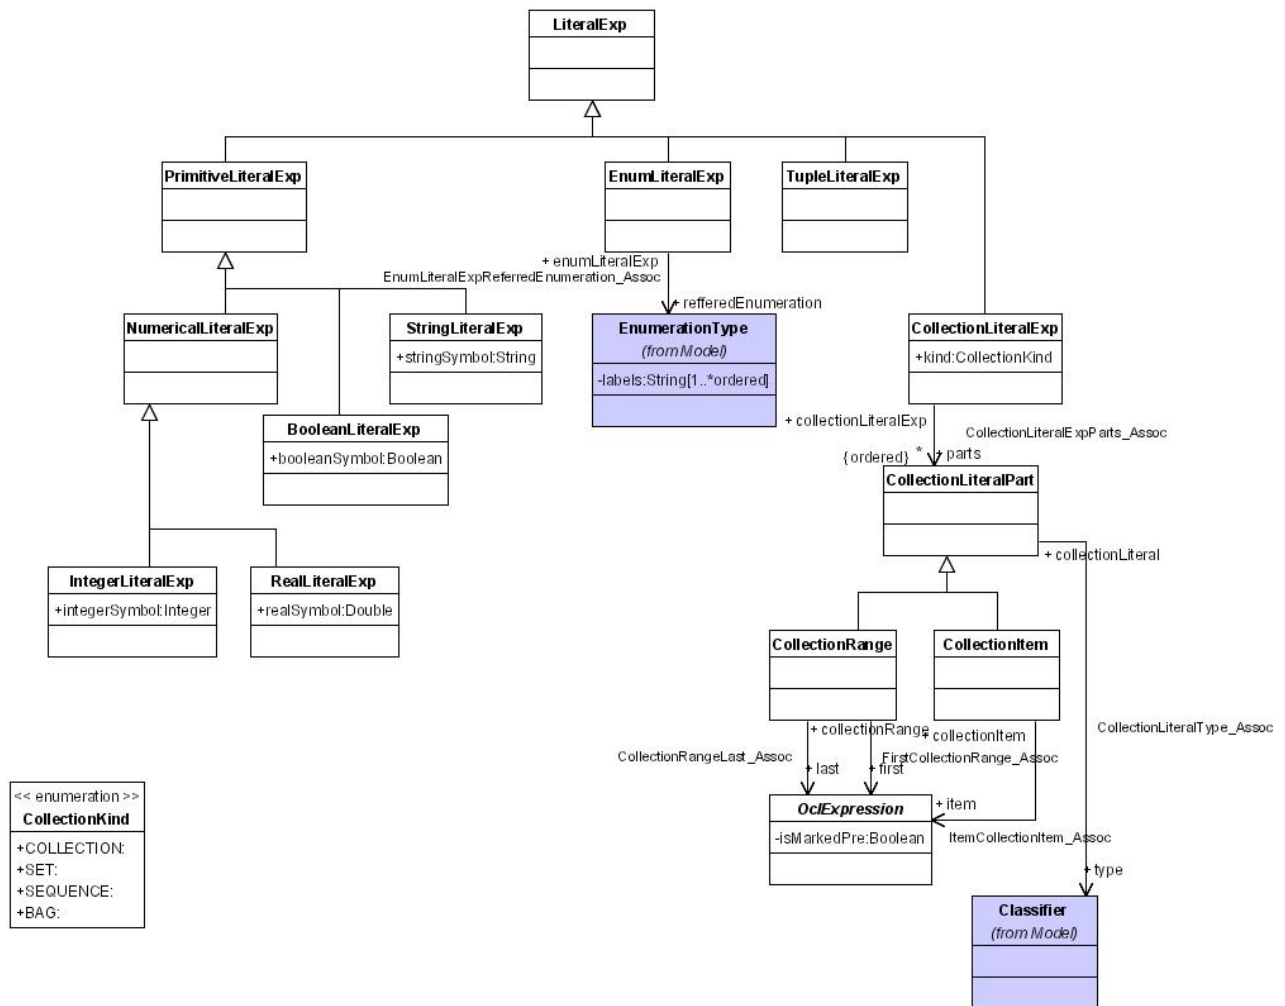 LiteralExp
PrimitiveLiteralExp
EnumLiteralExp
TupleLiteralExp
+ enumLiteralExp
EnumLiteralExpReferredEnumeration_Assoc
+ refferedEnumeration
NumericalLiteralExp
StringLiteralExp
+stringSymbol:String
EnumerationType
(from Model)
-labels:String[1..*ordered]
CollectionLiteralExp
+kind:CollectionKind
BooleanLiteralExp
+booleanSymbol:Boolean
+ collectionLiteralExp
CollectionLiteralExpParts_Assoc
{ordered} * + parts
CollectionLiteralPart
+ collectionLiteral
IntegerLiteralExp
+integerSymbol:Integer
RealLiteralExp
+realSymbol:Double
CollectionRange
CollectionItem
+ collectionRange
+ collectionItem
CollectionLiteralType_Assoc
CollectionRangeLast_Assoc
FirstCollectionRange_Assoc
+ last
+ first
OclExpression
-isMarkedPre:Boolean
+ item
ItemCollectionItem_Assoc
+ type
<< enumeration >>
CollectionKind
+COLLECTION:
+SET:
+SEQUENCE:
+BAG:
Classifier
(from Model)